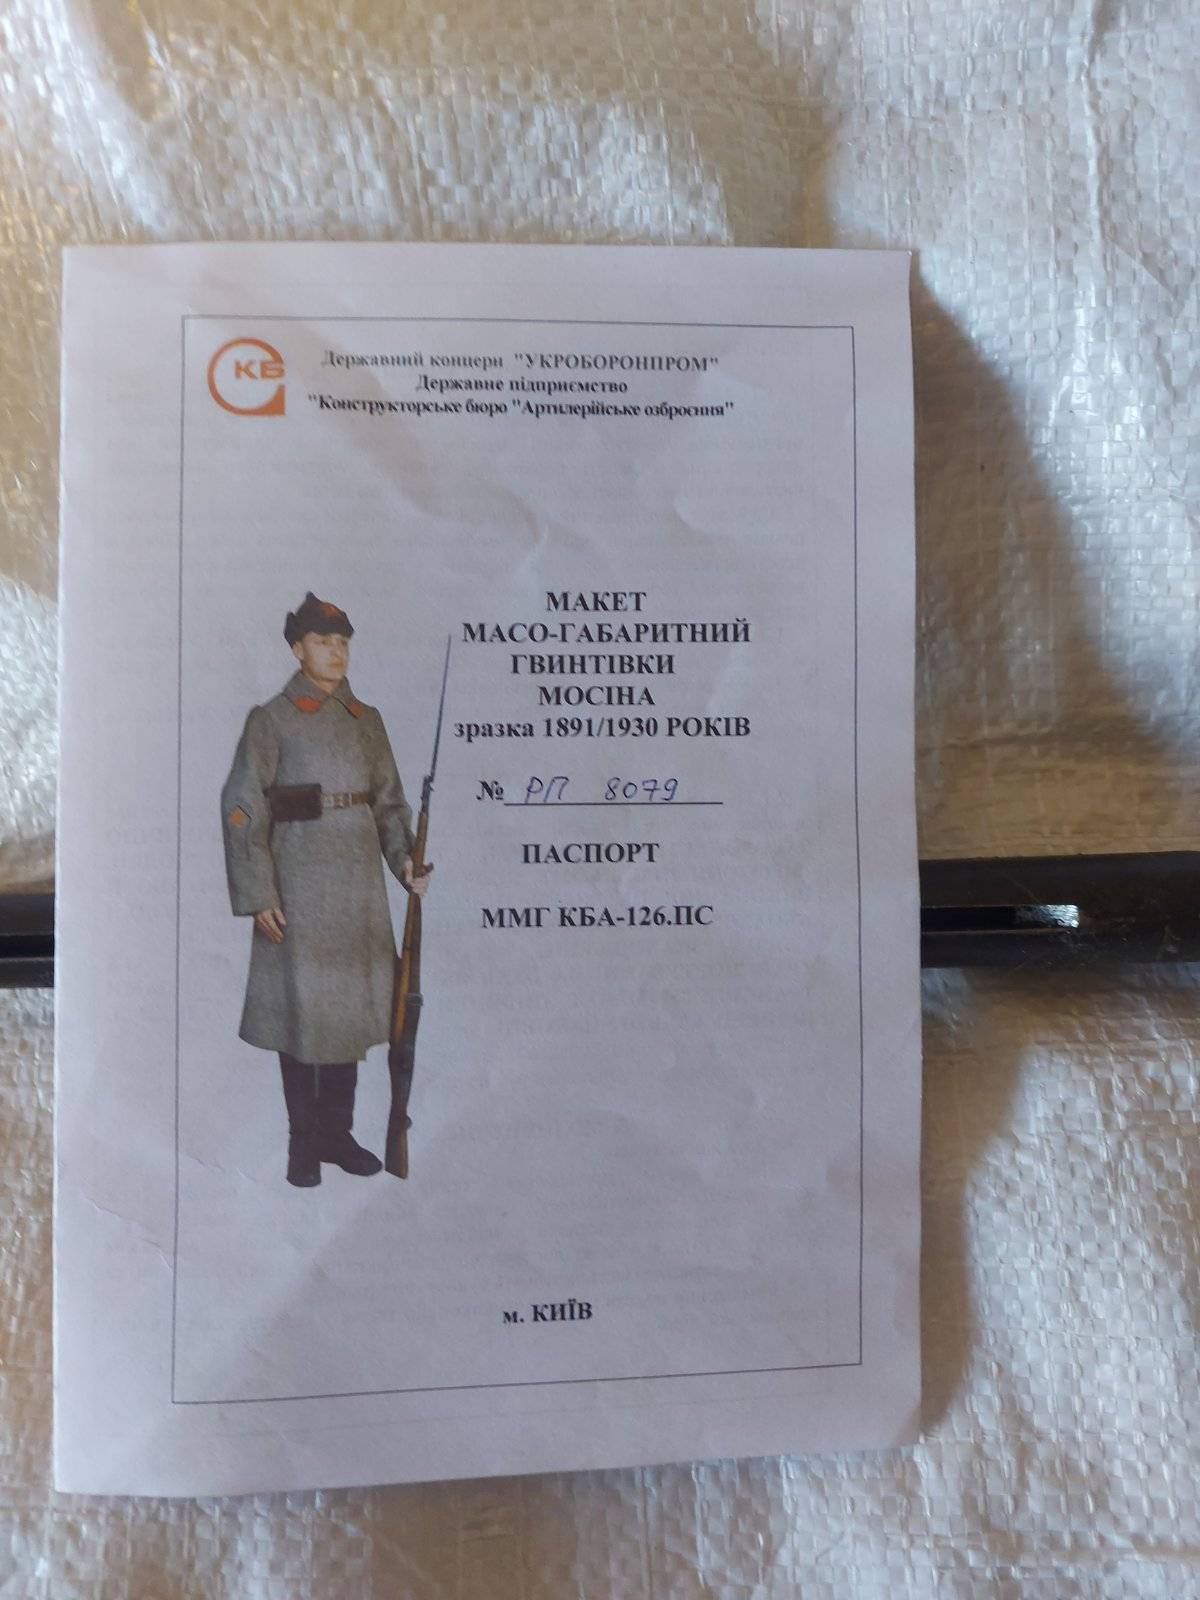 КБ
Державний концерн "УКРОБОРОНПРОМ"
Державне підприємство
"Конструкторське бюро "Артилерійське озброєння"
МАКЕТ
МАСО-ГАБАРИТНИЙ
ГВИНТІВКИ
МОСІНА
зразка 1891/1930 РОКІВ
№ РП 8079
ПАСПОРТ
ММГ КБА-126.ПС
м. КИЇВ